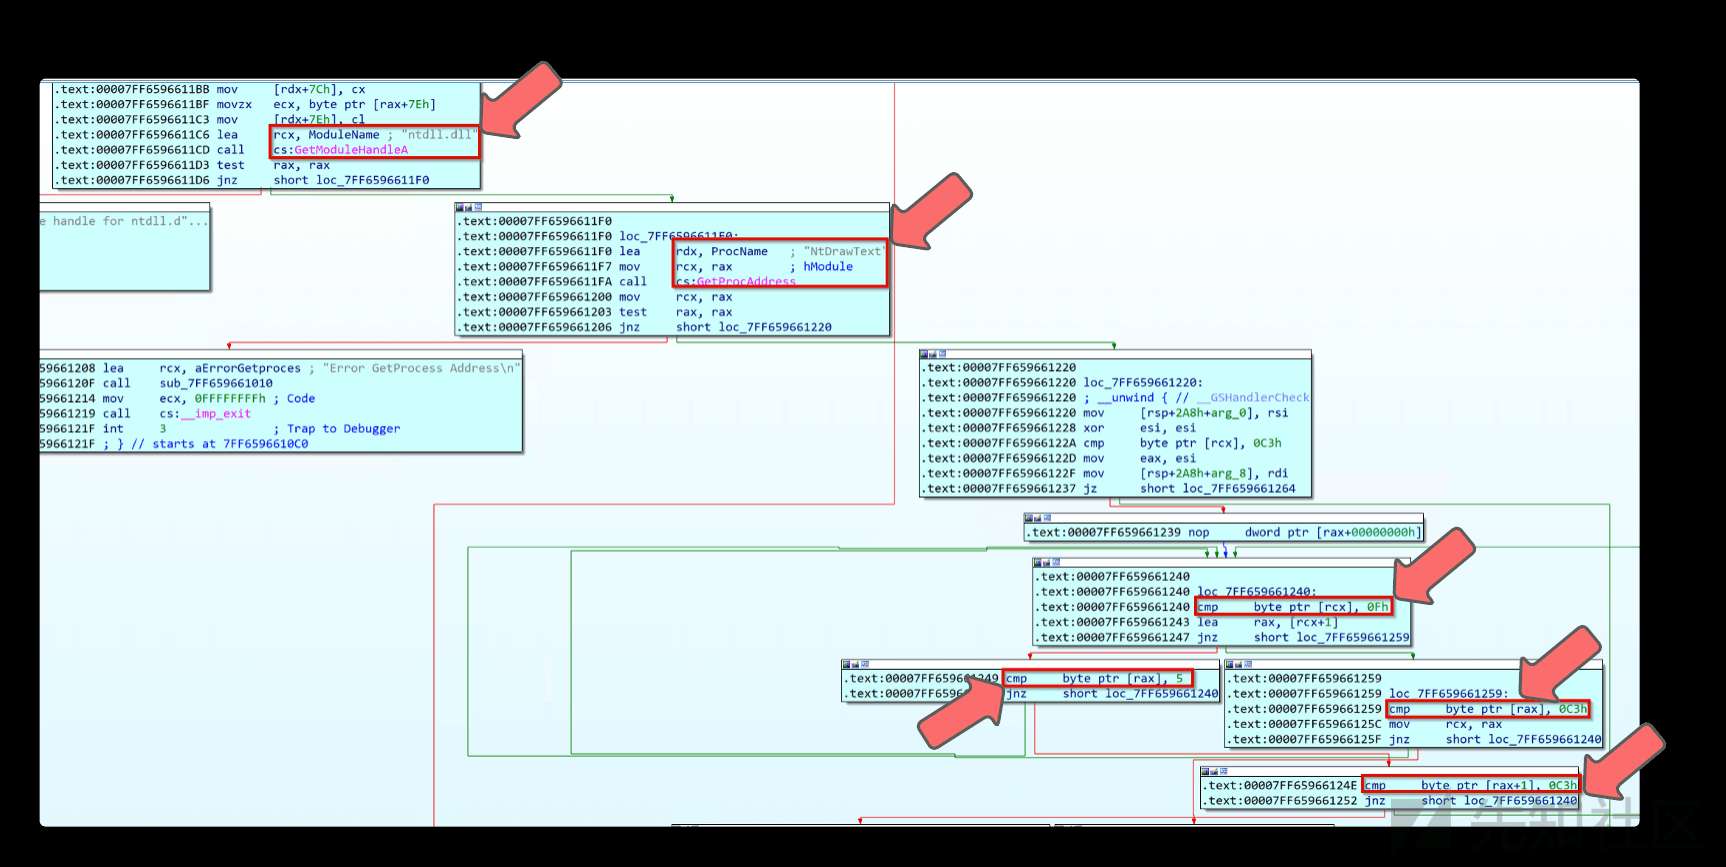 .text:00007FF6596611BB mov [rdx+7Ch], cx
.text:00007FF6596611BF movzx ecx, byte ptr [rax+7Eh]
.text:00007FF6596611C3 mov [rdx+7Eh], cl
.text:00007FF6596611C6 lea rcx, ModuleName ; "ntdll.dll"
.text:00007FF6596611CD call cs:GetModuleHandleA
.text:00007FF6596611D3 test rax, rax
.text:00007FF6596611D6 jnz short loc_7FF6596611F0
e handle for ntdll.d"...
.text:00007FF6596611F0
.text:00007FF6596611F0 loc_7FF6596611F0:
.text:00007FF6596611F0 lea rdx, ProcName ; "NtDrawText"
.text:00007FF6596611F7 mov rcx, rax ; hModule
.text:00007FF6596611FA call cs:GetProcAddress
.text:00007FF659661200 mov rcx, rax
.text:00007FF659661203 test rax, rax
.text:00007FF659661206 jnz short loc_7FF659661220
59661208 lea rcx, aErrorGetproces ; "Error GetProcess Address\n"
5966120F call sub_7FF659661010
59661214 mov ecx, 0FFFFFFFFh ; Code
59661219 call cs:__imp_exit
5966121F int 3 ; Trap to Debugger
5966121F ; } // starts at 7FF6596610C0
.text:00007FF659661220
.text:00007FF659661220 loc_7FF659661220:
.text:00007FF659661220 ; __unwind { // __GSHandlerCheck
.text:00007FF659661220 mov [rsp+2A8h+arg_0], rsi
.text:00007FF659661228 xor esi, esi
.text:00007FF65966122A cmp byte ptr [rcx], 0C3h
.text:00007FF65966122D mov eax, esi
.text:00007FF65966122F mov [rsp+2A8h+arg_8], rdi
.text:00007FF659661237 jz short loc_7FF659661264
.text:00007FF659661239 nop dword ptr [rax+00000000h]
.text:00007FF659661240
.text:00007FF659661240 loc_7FF659661240:
.text:00007FF659661240 cmp byte ptr [rcx], 0Fh
.text:00007FF659661243 lea rax, [rcx+1]
.text:00007FF659661247 jnz short loc_7FF659661259
.text:00007FF659661249 cmp byte ptr [rax], 5
.text:00007FF6596 jnz short loc_7FF659661240
.text:00007FF659661259
.text:00007FF659661259 loc_7FF659661259:
.text:00007FF659661259 cmp byte ptr [rax], 0C3h
.text:00007FF65966125C mov rcx, rax
.text:00007FF65966125F jnz short loc_7FF659661240
.text:00007FF65966124E cmp byte ptr [rax+1], 0C3h
.text:00007FF659661252 jnz short loc_7FF659661240
先知社区